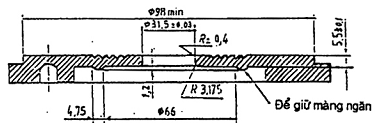 Φ98 min
Φ31,5 ± 0,03
R ± 0,4
5,5±0,1
R 3,175
Để giữ màng ngăn
4,75
1,2
Φ66